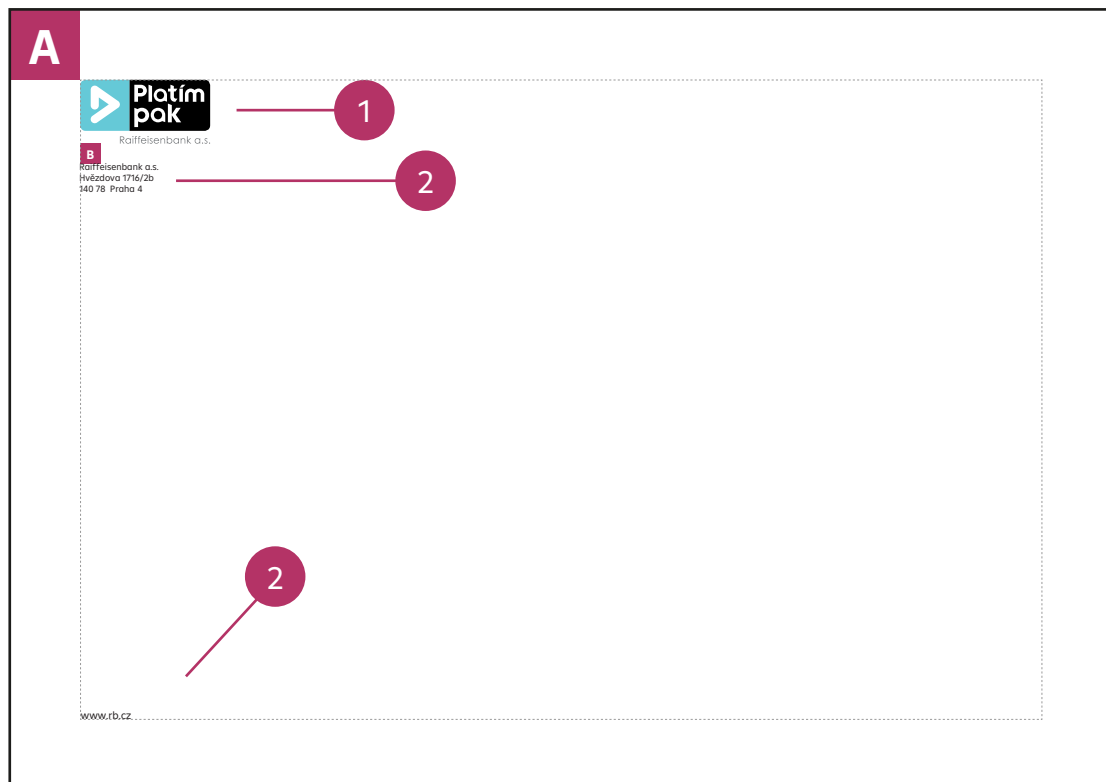 A
Platím
pak
Raiffeisenbank a.s.
1
B
Raiffeisenbank a.s.
Hvězdova 1716/2b
140 78 Praha 4
2
2
www.rb.cz